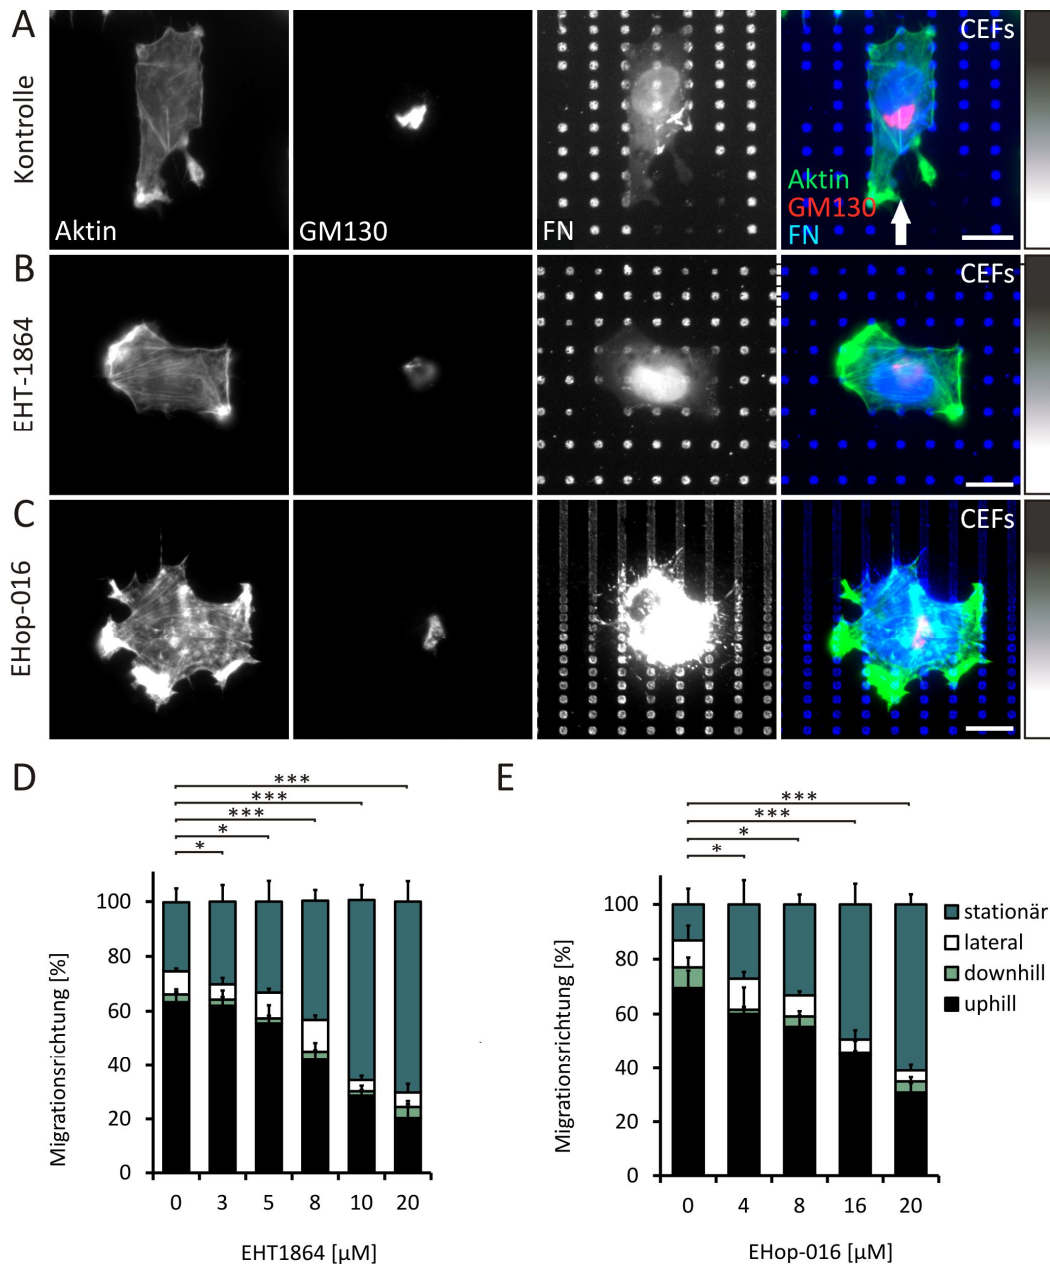 A
Kontrolle
Aktin
GM130
FN
CEFs
Aktin
GM130
FN
B
EHT-1864
CEFs
C
EHop-016
CEFs
D
***
***
***
*
*
Migrationsrichtung [%]
100
80
60
40
20
0
0 3 5 8 10 20
EHT1864 [µM]
E
***
***
*
*
Migrationsrichtung [%]
100
80
60
40
20
0
0 4 8 16 20
EHop-016 [µM]
stationär
lateral
downhill
uphill